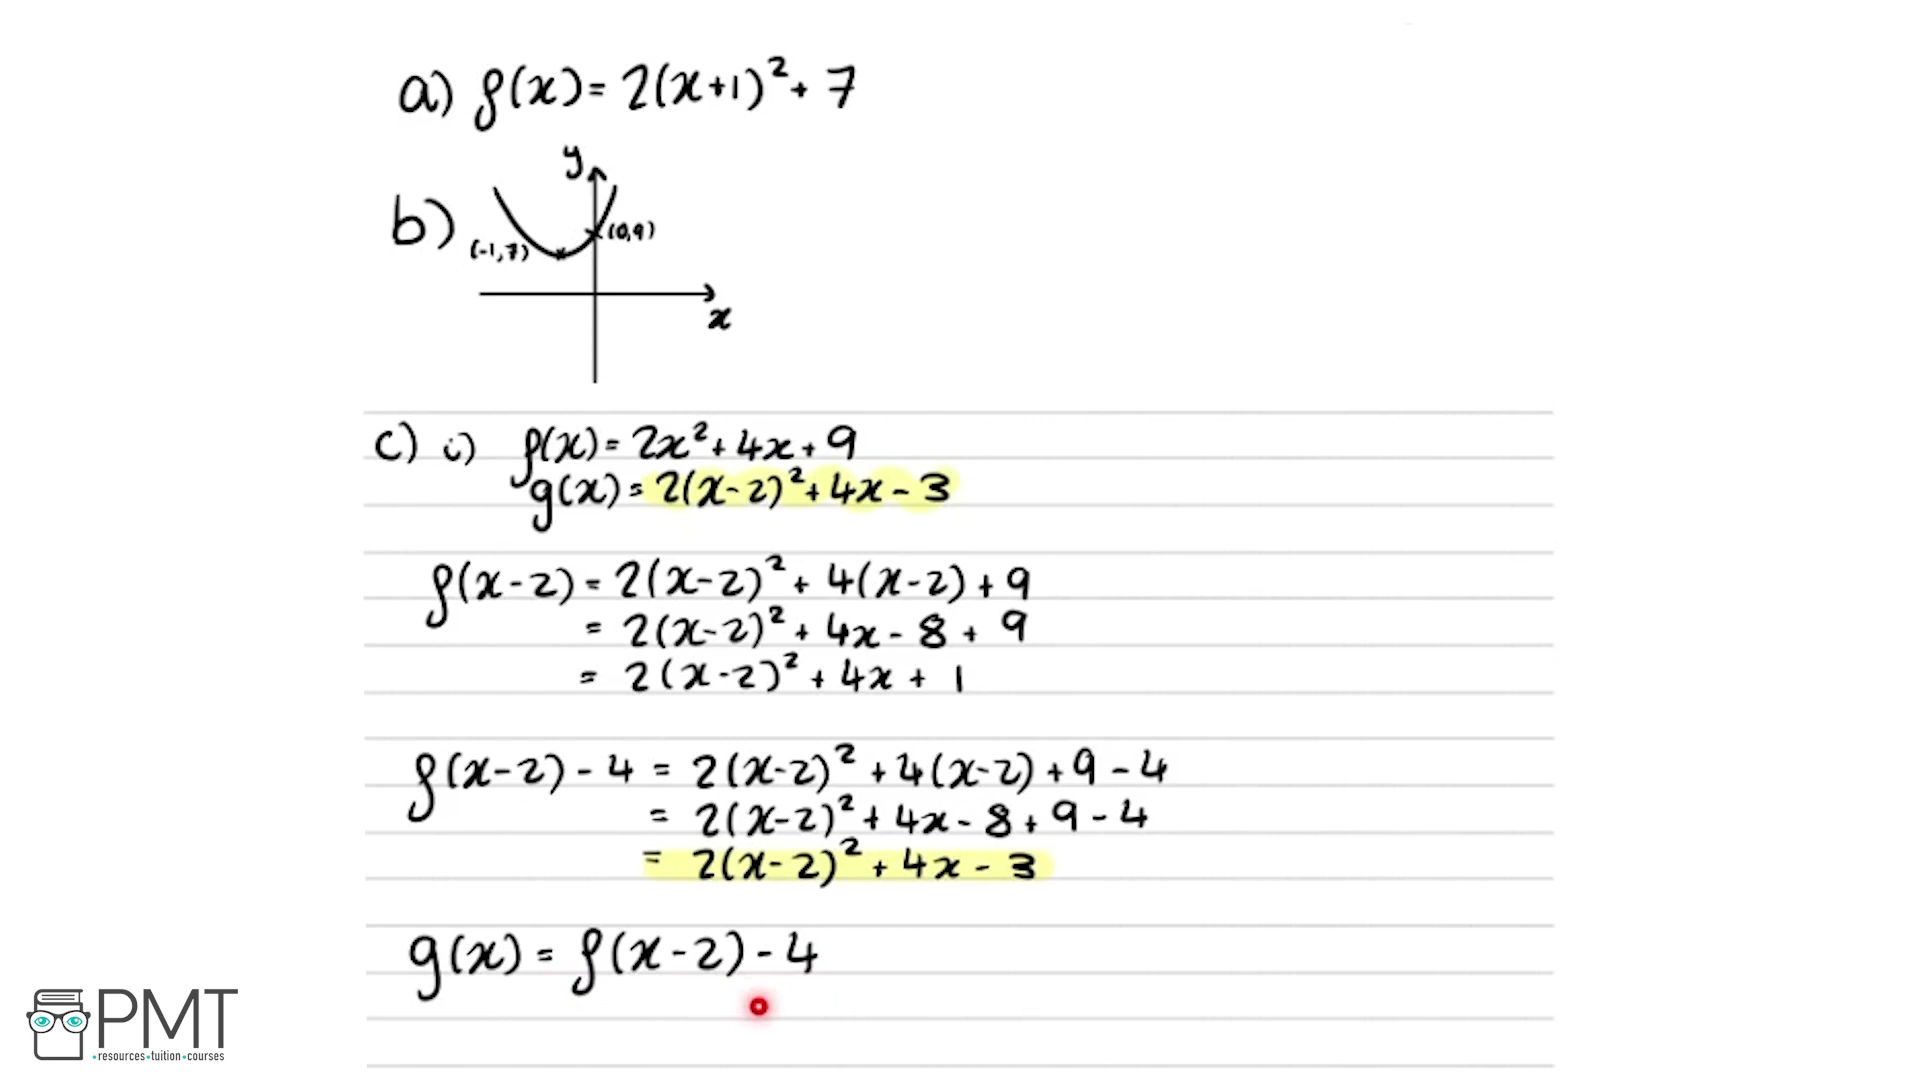 a) f(x) = 2(x+1)² + 7
y
b)
(-1,7)
(0,9)
x
c) i) f(x) = 2x² + 4x + 9
g(x) = 2(x-2)² + 4x - 3
f(x-2) = 2(x-2)² + 4(x-2) + 9
= 2(x-2)² + 4x - 8 + 9
= 2(x-2)² + 4x + 1
f(x-2) - 4 = 2(x-2)² + 4(x-2) + 9 - 4
= 2(x-2)² + 4x - 8 + 9 - 4
= 2(x-2)² + 4x - 3
g(x) = f(x-2) - 4
PMT
•resources•tuition•courses